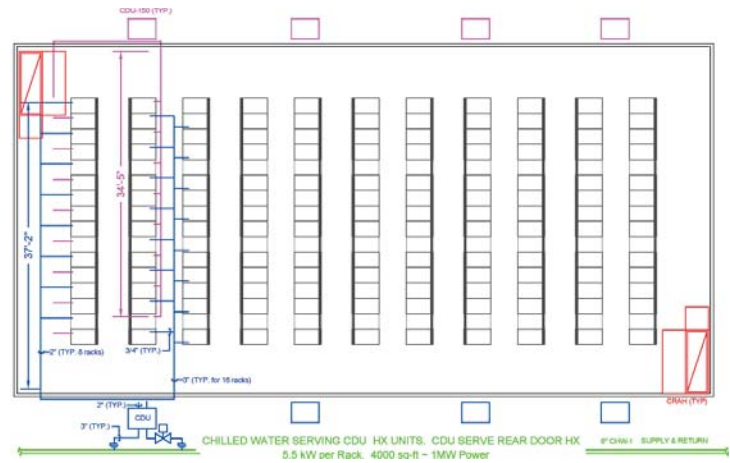 CDU-150 (TYP.)
34'-5"
37'-2"
2" (TYP. 8 racks)
3/4" (TYP.)
3" (TYP. for 16 racks)
CRAH (TYP)
2" (TYP.)
CDU
3" (TYP.)
CHILLED WATER SERVING CDU HX UNITS. CDU SERVE REAR DOOR HX
6" CHW-1 SUPPLY & RETURN
5.5 kW per Rack. 4000 sq-ft ~ 1MW Power